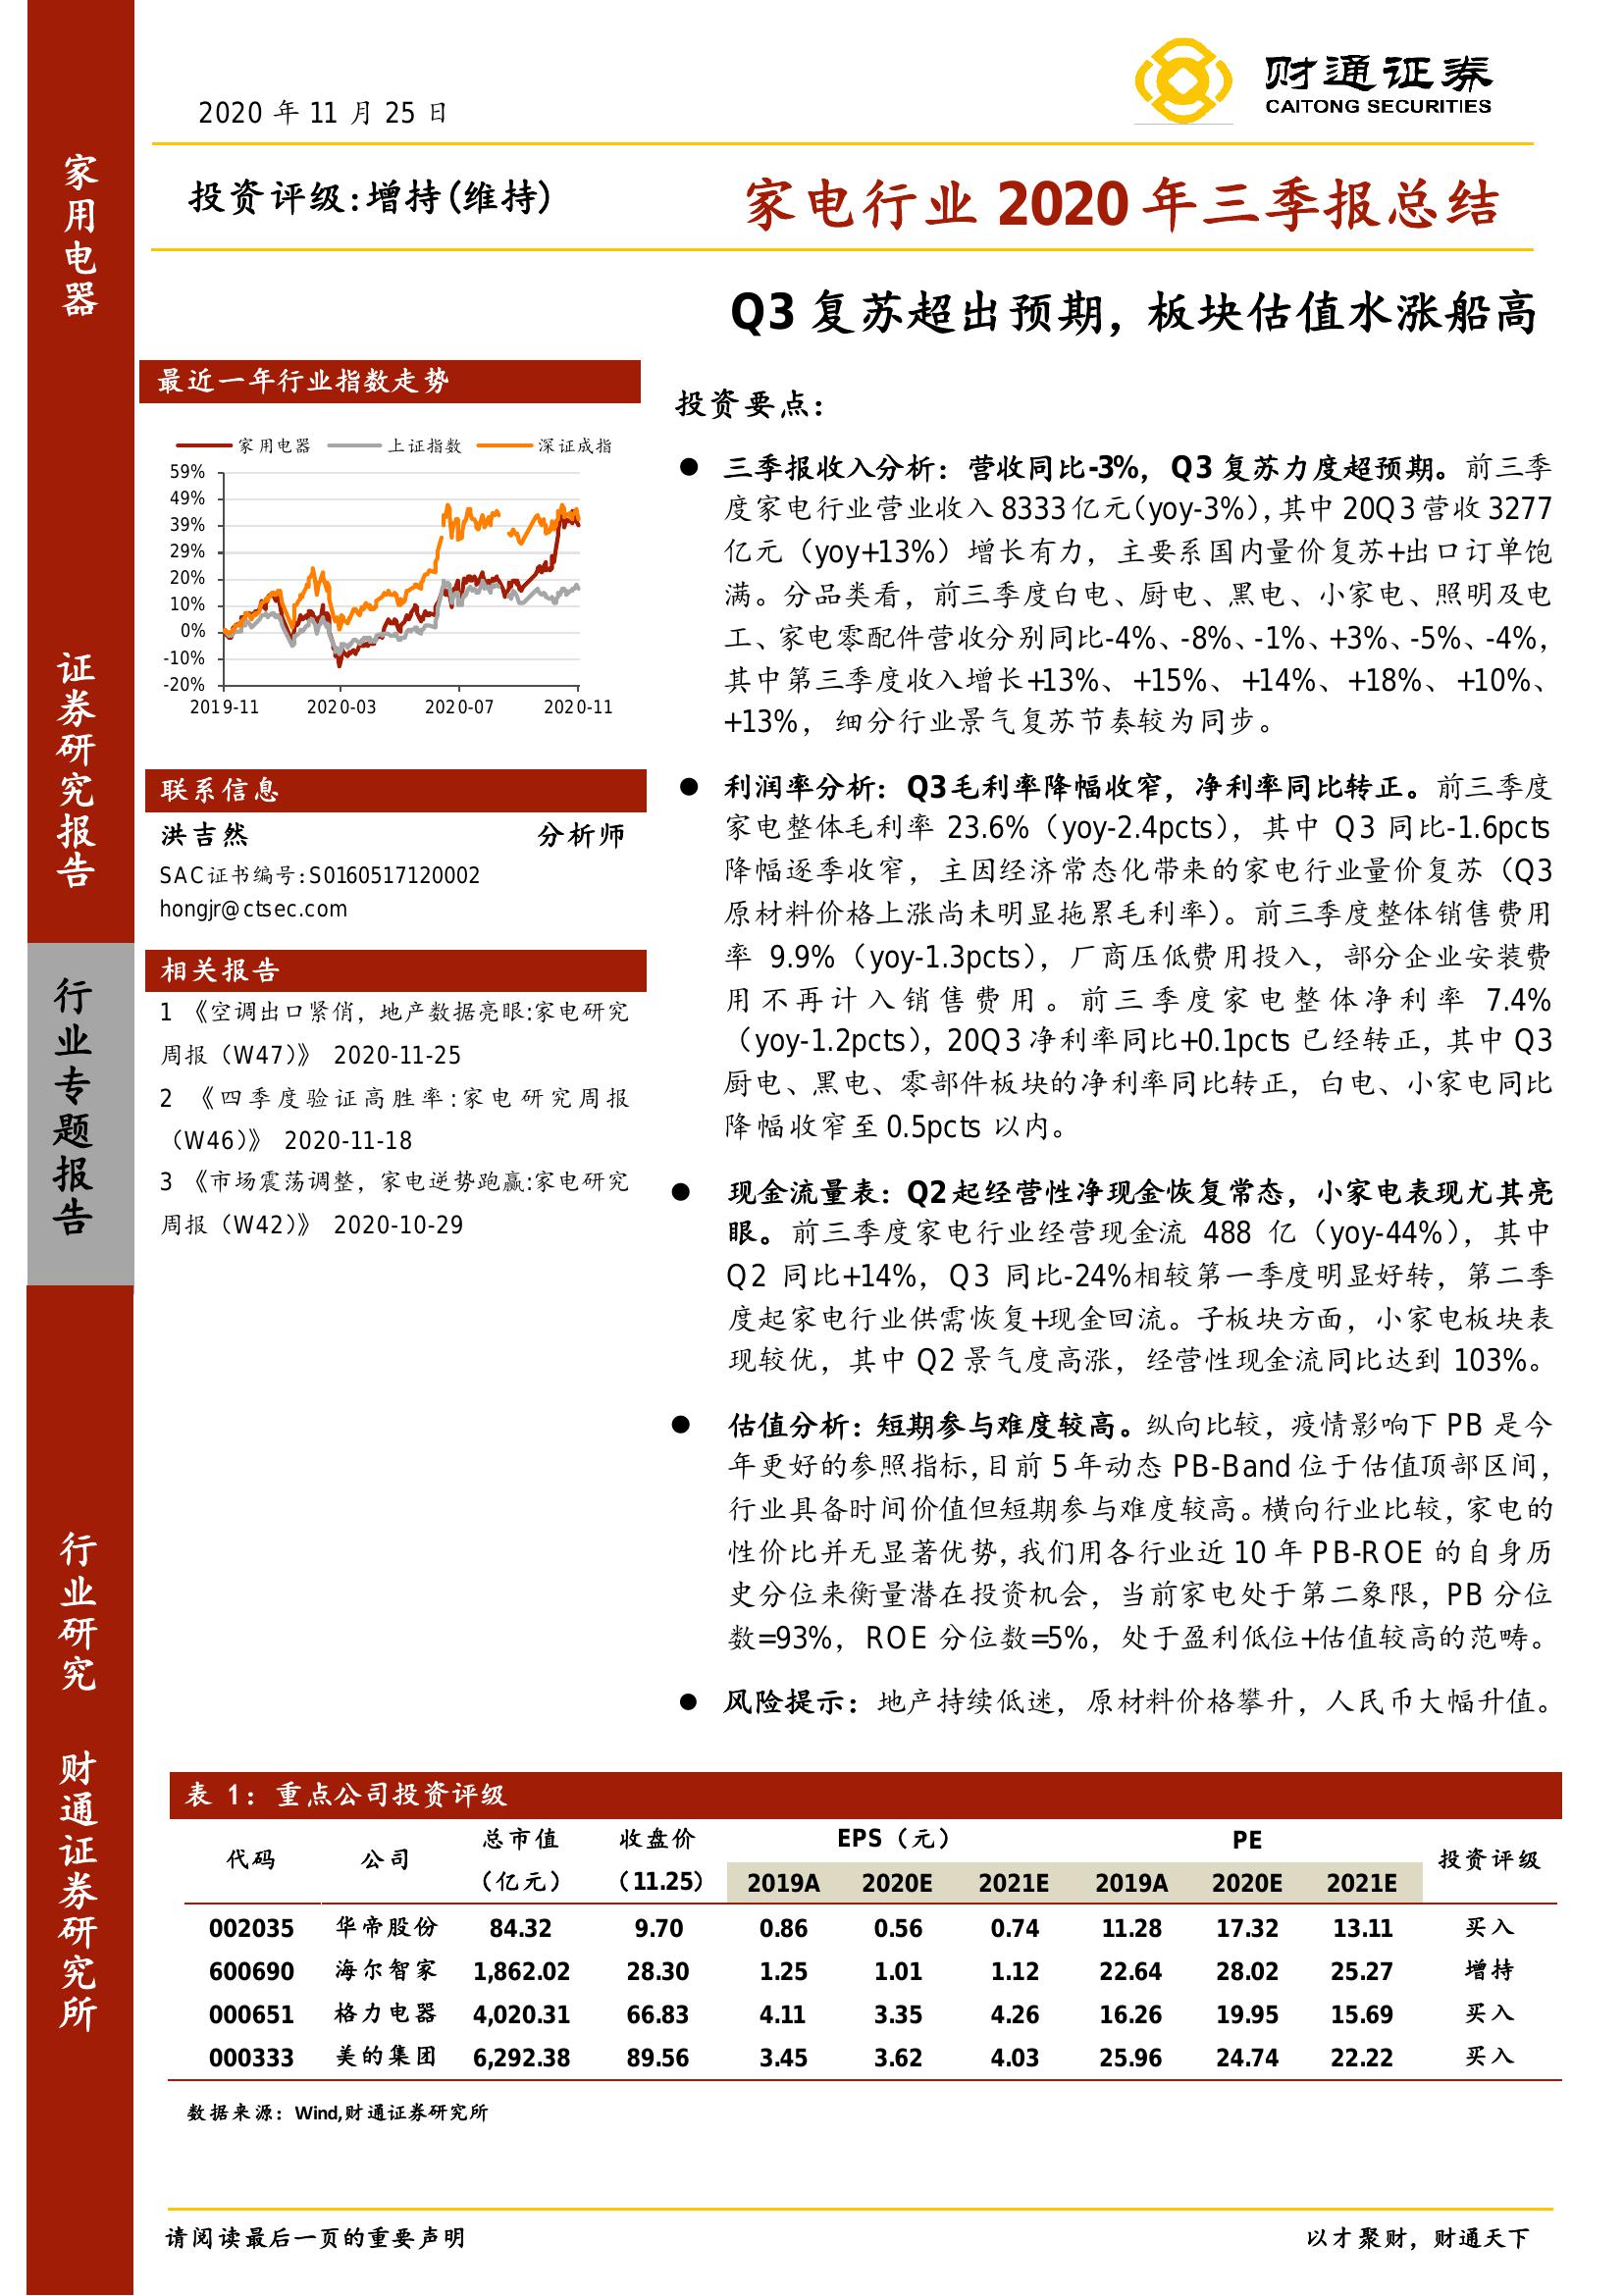 财通证券
CAITONG SECURITIES
2020 年 11 月 25 日
投资评级:增持(维持)
家电行业 2020 年三季报总结
Q3 复苏超出预期，板块估值水涨船高
家用电器
证券研究报告
行业专题报告
行业研究
财通证券研究所
最近一年行业指数走势
家用电器 上证指数 深证成指
59%
49%
39%
29%
20%
10%
0%
-10%
-20%
2019-11 2020-03 2020-07 2020-11
联系信息
洪吉然 分析师
SAC证书编号:S0160517120002
hongjr@ctsec.com
相关报告
1 《空调出口紧俏，地产数据亮眼:家电研究
周报（W47）》 2020-11-25
2 《四季度验证高胜率:家电研究周报
（W46）》 2020-11-18
3 《市场震荡调整，家电逆势跑赢:家电研究
周报（W42）》 2020-10-29
投资要点：
● 三季报收入分析：营收同比-3%，Q3 复苏力度超预期。前三季
度家电行业营业收入 8333 亿元(yoy-3%),其中 20Q3 营收 3277
亿元（yoy+13%）增长有力，主要系国内量价复苏+出口订单饱
满。分品类看，前三季度白电、厨电、黑电、小家电、照明及电
工、家电零配件营收分别同比-4%、-8%、-1%、+3%、-5%、-4%，
其中第三季度收入增长+13%、+15%、+14%、+18%、+10%、
+13%，细分行业景气复苏节奏较为同步。
● 利润率分析：Q3 毛利率降幅收窄，净利率同比转正。前三季度
家电整体毛利率 23.6%（yoy-2.4pcts），其中 Q3 同比-1.6pcts
降幅逐季收窄，主因经济常态化带来的家电行业量价复苏（Q3
原材料价格上涨尚未明显拖累毛利率）。前三季度整体销售费用
率 9.9%（yoy-1.3pcts），厂商压低费用投入，部分企业安装费
用不再计入销售费用。前三季度家电整体净利率 7.4%
（yoy-1.2pcts），20Q3 净利率同比+0.1pcts 已经转正，其中 Q3
厨电、黑电、零部件板块的净利率同比转正，白电、小家电同比
降幅收窄至 0.5pcts 以内。
● 现金流量表：Q2 起经营性净现金恢复常态，小家电表现尤其亮
眼。前三季度家电行业经营现金流 488 亿（yoy-44%），其中
Q2 同比+14%，Q3 同比-24%相较第一季度明显好转，第二季
度起家电行业供需恢复+现金回流。子板块方面，小家电板块表
现较优，其中 Q2 景气度高涨，经营性现金流同比达到 103%。
● 估值分析：短期参与难度较高。纵向比较，疫情影响下 PB 是今
年更好的参照指标,目前 5 年动态 PB-Band 位于估值顶部区间，
行业具备时间价值但短期参与难度较高。横向行业比较，家电的
性价比并无显著优势,我们用各行业近 10 年 PB-ROE 的自身历
史分位来衡量潜在投资机会，当前家电处于第二象限，PB 分位
数=93%，ROE 分位数=5%，处于盈利低位+估值较高的范畴。
● 风险提示：地产持续低迷，原材料价格攀升，人民币大幅升值。
表 1：重点公司投资评级
代码 公司 总市值（亿元） 收盘价（11.25） EPS（元） PE 投资评级
2019A 2020E 2021E 2019A 2020E 2021E
002035 华帝股份 84.32 9.70 0.86 0.56 0.74 11.28 17.32 13.11 买入
600690 海尔智家 1,862.02 28.30 1.25 1.01 1.12 22.64 28.02 25.27 增持
000651 格力电器 4,020.31 66.83 4.11 3.35 4.26 16.26 19.95 15.69 买入
000333 美的集团 6,292.38 89.56 3.45 3.62 4.03 25.96 24.74 22.22 买入
数据来源：Wind,财通证券研究所
请阅读最后一页的重要声明 以才聚财，财通天下